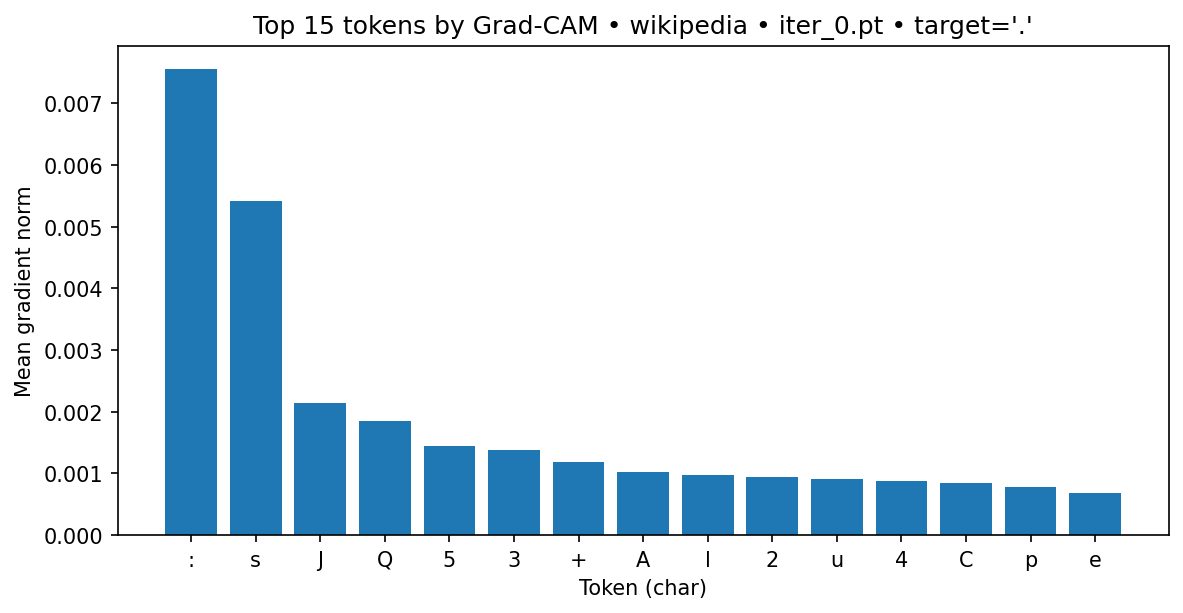 Top 15 tokens by Grad-CAM • wikipedia • iter_0.pt • target='.'
Mean gradient norm
0.007
0.006
0.005
0.004
0.003
0.002
0.001
0.000
: s J Q 5 3 + A l 2 u 4 C p e
Token (char)